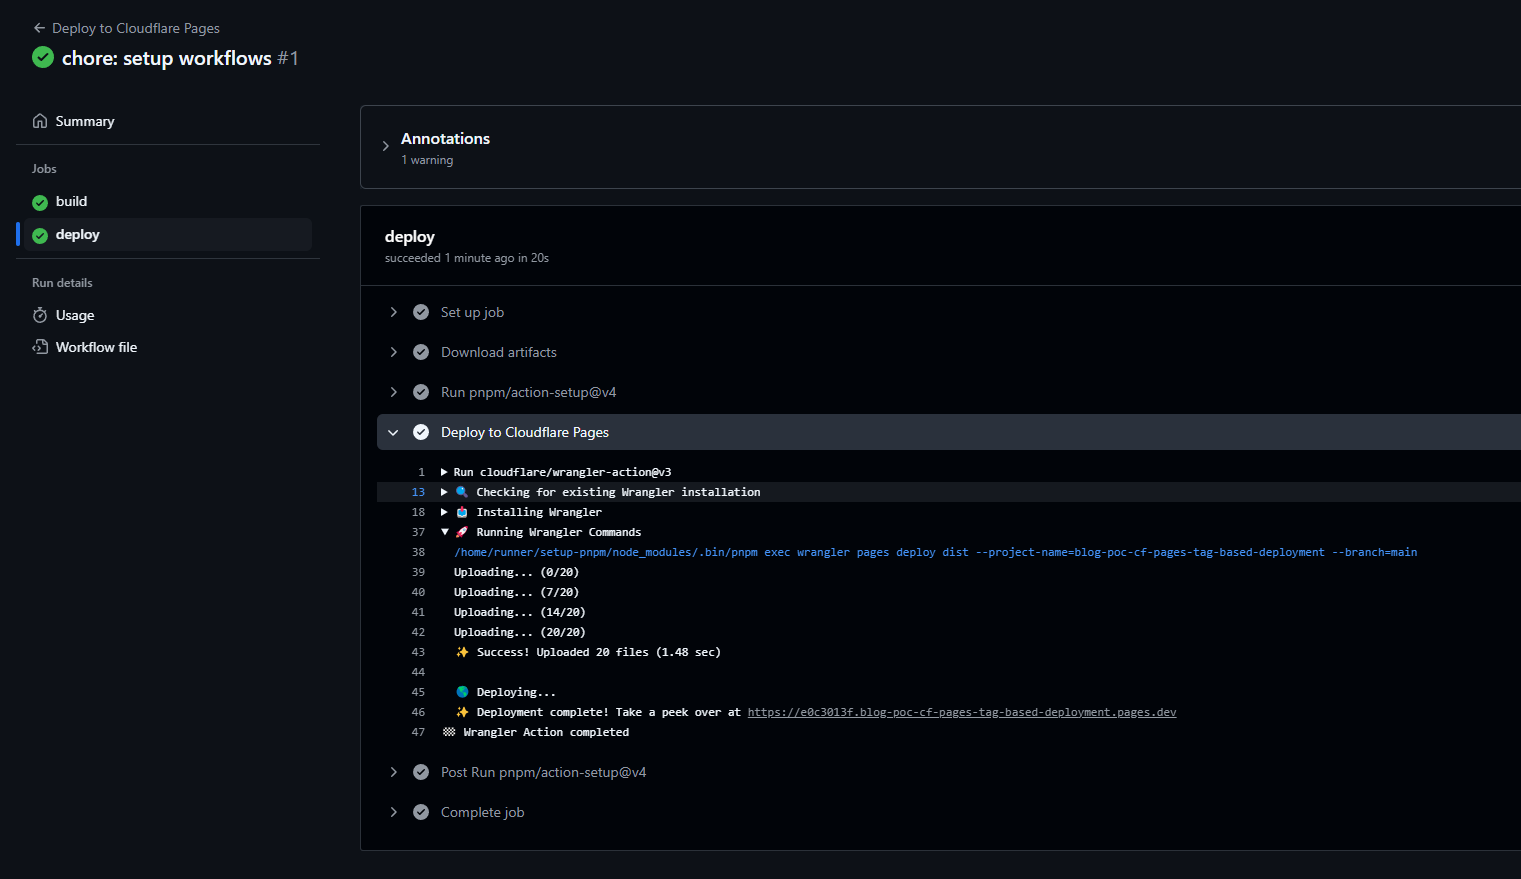 Deploy to Cloudflare Pages
chore: setup workflows #1
Summary
Jobs
build
deploy
Run details
Usage
Workflow file
Annotations
1 warning
deploy
succeeded 1 minute ago in 20s
Set up job
Download artifacts
Run pnpm/action-setup@v4
Deploy to Cloudflare Pages
1 Run cloudflare/wrangler-action@v3
13 🔍 Checking for existing Wrangler installation
18 📥 Installing Wrangler
37 🚀 Running Wrangler Commands
38 /home/runner/setup-pnpm/node_modules/.bin/pnpm exec wrangler pages deploy dist --project-name=blog-poc-cf-pages-tag-based-deployment --branch=main
39 Uploading... (0/20)
40 Uploading... (7/20)
41 Uploading... (14/20)
42 Uploading... (20/20)
43 ✨ Success! Uploaded 20 files (1.48 sec)
44
45 🌎 Deploying...
46 ✨ Deployment complete! Take a peek over at https://e0c3013f.blog-poc-cf-pages-tag-based-deployment.pages.dev
47 🏁 Wrangler Action completed
Post Run pnpm/action-setup@v4
Complete job